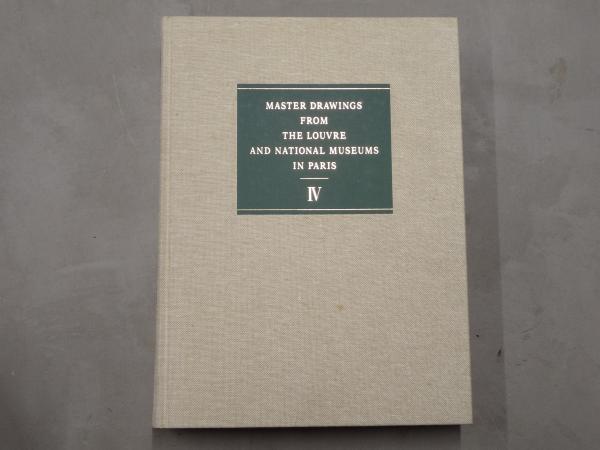 MASTER DRAWINGS
FROM
THE LOUVRE
AND NATIONAL MUSEUMS
IN PARIS
IV